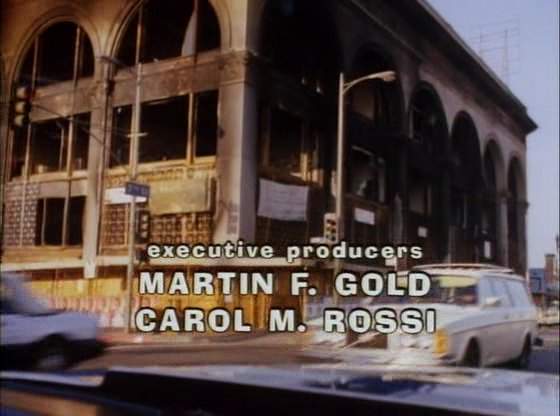 executive producers
MARTIN F. GOLD
CAROL M. ROSSI